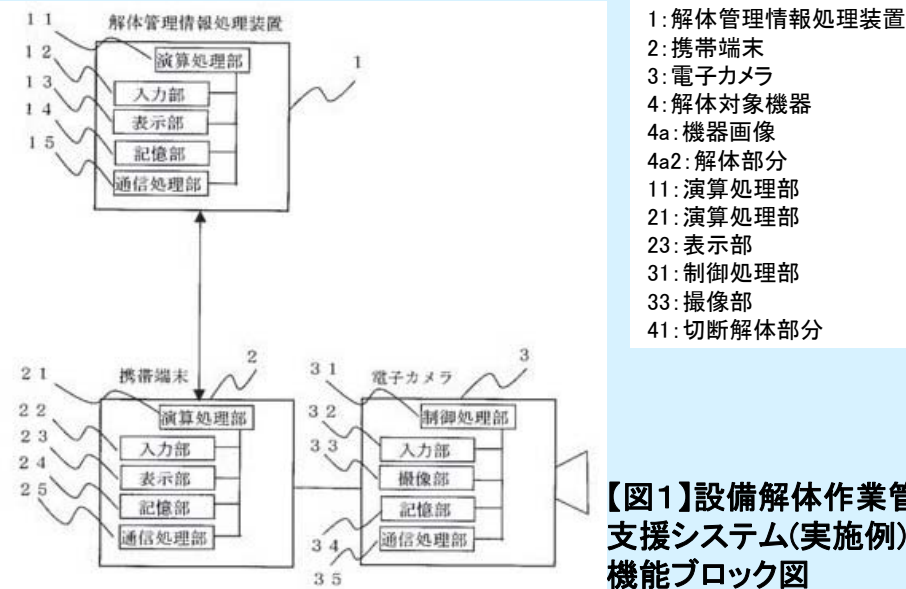 11
解体管理情報処理装置
12
演算処理部
1
13
入力部
14
表示部
15
記憶部
通信処理部
21
携帯端末
2
22
演算処理部
23
入力部
24
表示部
25
記憶部
通信処理部
31
電子カメラ
3
32
制御処理部
33
入力部
撮像部
34
記憶部
35
通信処理部
1:解体管理情報処理装置
2:携帯端末
3:電子カメラ
4:解体対象機器
4a:機器画像
4a2:解体部分
11:演算処理部
21:演算処理部
23:表示部
31:制御処理部
33:撮像部
41:切断解体部分
【図1】設備解体作業管
支援システム(実施例)
機能ブロック図